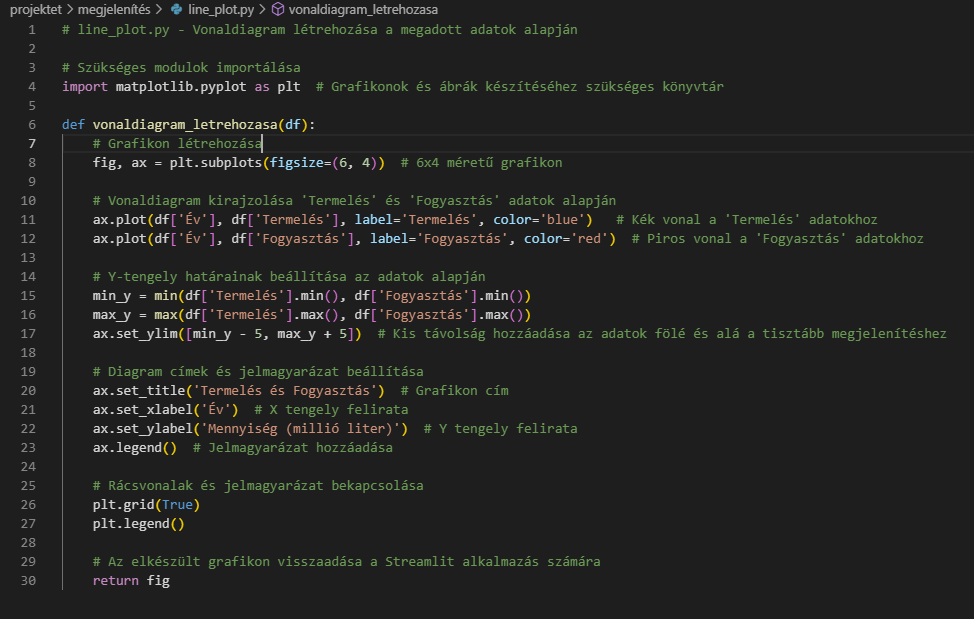 projektet > megjelenítés > line_plot.py > vonaldiagram_letrehozasa
1 # line_plot.py - Vonaldiagram létrehozása a megadott adatok alapján
2
3 # Szükséges modulok importálása
4 import matplotlib.pyplot as plt  # Grafikonok és ábrák készítéséhez szükséges könyvtár
5
6 def vonaldiagram_letrehozasa(df):
7     # Grafikon létrehozása
8     fig, ax = plt.subplots(figsize=(6, 4))  # 6x4 méretű grafikon
9
10     # Vonaldiagram kirajzolása 'Termelés' és 'Fogyasztás' adatok alapján
11     ax.plot(df['Év'], df['Termelés'], label='Termelés', color='blue')   # Kék vonal a 'Termelés' adatokhoz
12     ax.plot(df['Év'], df['Fogyasztás'], label='Fogyasztás', color='red')  # Piros vonal a 'Fogyasztás' adatokhoz
13
14     # Y-tengely határainak beállítása az adatok alapján
15     min_y = min(df['Termelés'].min(), df['Fogyasztás'].min())
16     max_y = max(df['Termelés'].max(), df['Fogyasztás'].max())
17     ax.set_ylim([min_y - 5, max_y + 5])  # Kis távolság hozzáadása az adatok fölé és alá a tisztább megjelenítéshez
18
19     # Diagram címek és jelmagyarázat beállítása
20     ax.set_title('Termelés és Fogyasztás')  # Grafikon cím
21     ax.set_xlabel('Év')  # X tengely felirata
22     ax.set_ylabel('Mennyiség (millió liter)')  # Y tengely felirata
23     ax.legend()  # Jelmagyarázat hozzáadása
24
25     # Rácsvonalak és jelmagyarázat bekapcsolása
26     plt.grid(True)
27     plt.legend()
28
29     # Az elkészült grafikon visszaadása a Streamlit alkalmazás számára
30     return fig